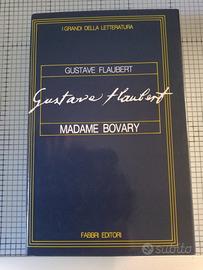 I GRANDI DELLA LETTERATURA
GUSTAVE FLAUBERT
Gustave Flaubert
MADAME BOVARY
FABBRI EDITORI
subito